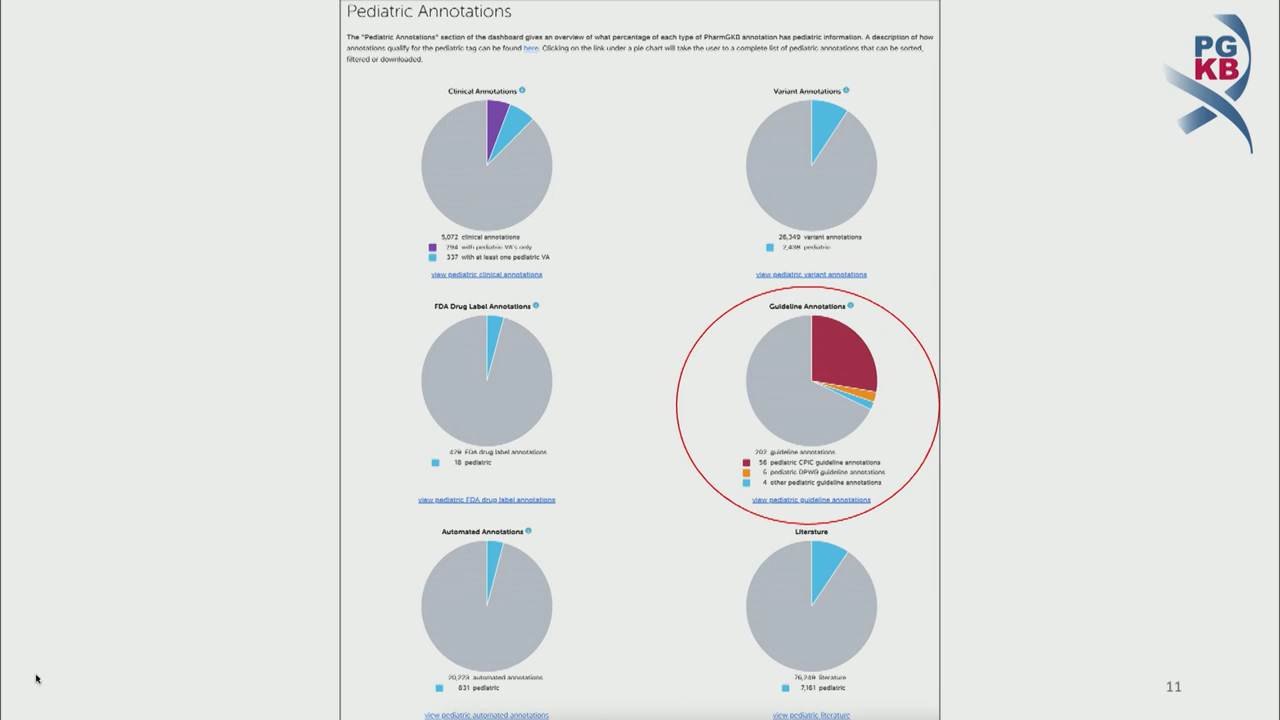 Pediatric Annotations
The "Pediatric Annotations" section of the dashboard gives an overview of what percentage of each type of PharmGKB annotation has pediatric information. A description of how
annotations qualify for the pediatric tag can be found here. Clicking on the link under a pie chart will take the user to a complete list of pediatric annotations that can be sorted,
filtered or downloaded.
PG
KB
Clinical Annotations
5,072 clinical annotations
294 with pediatric VA's only
337 with at least one pediatric VA
view pediatric clinical annotations
Variant Annotations
26,349 variant annotations
2,438 pediatric
view pediatric variant annotations
FDA Drug Label Annotations
FDA drug label annotations
18 pediatric
view pediatric FDA drug label annotations
Guideline Annotations
202 guideline annotations
56 pediatric CPIC guideline annotations
pediatric DPWG guideline annotations
4 other pediatric guideline annotations
view pediatric guideline annotations
Automated Annotations
automated annotations
831 pediatric
view pediatric automated annotations
Literature
literature
7,161 pediatric
view pediatric literature
11